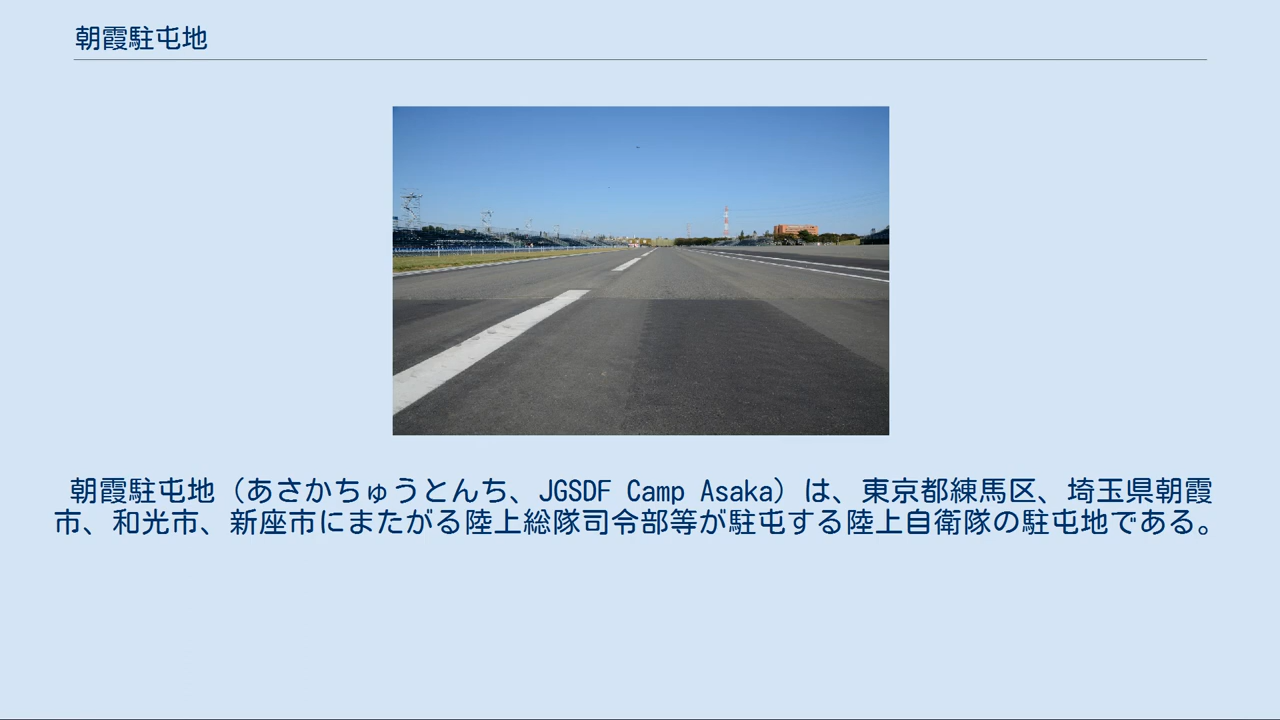 朝霞駐屯地
朝霞駐屯地（あさかちゅうとんち、JGSDF Camp Asaka）は、東京都練馬区、埼玉県朝霞
市、和光市、新座市にまたがる陸上総隊司令部等が駐屯する陸上自衛隊の駐屯地である。